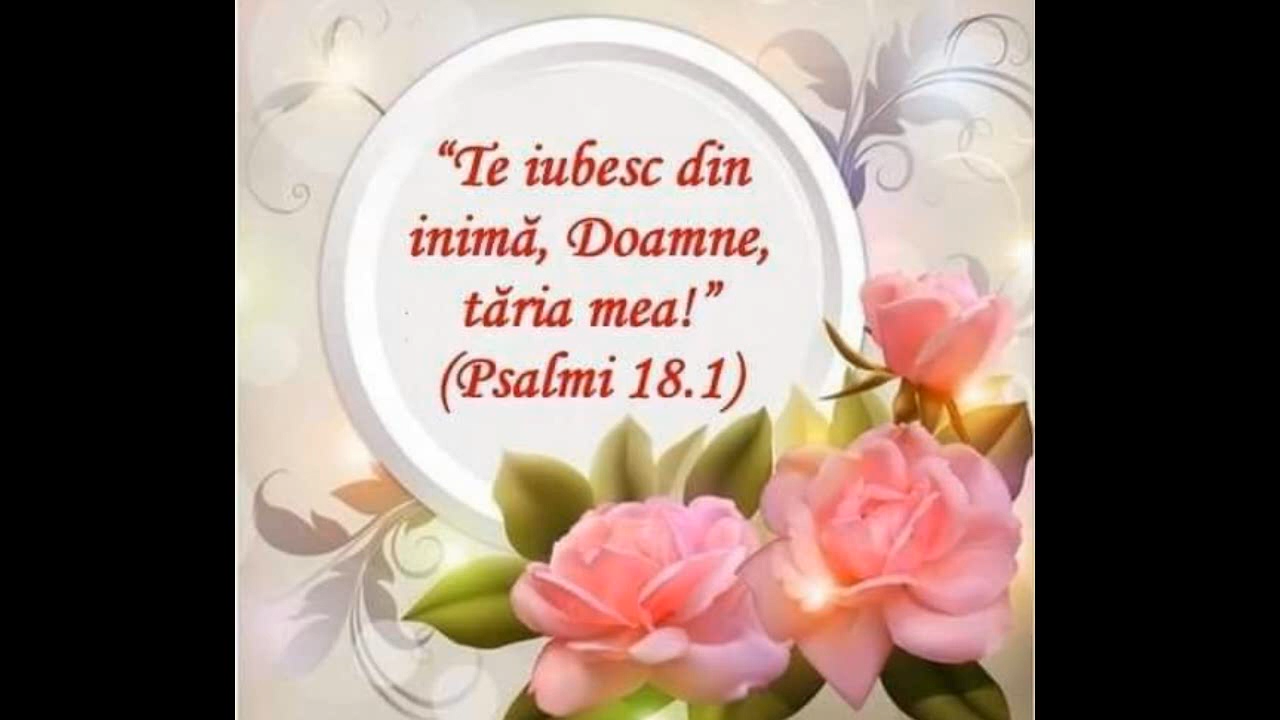 “Te iubesc din
inimă, Doamne,
tăria mea!”
(Psalmi 18.1)